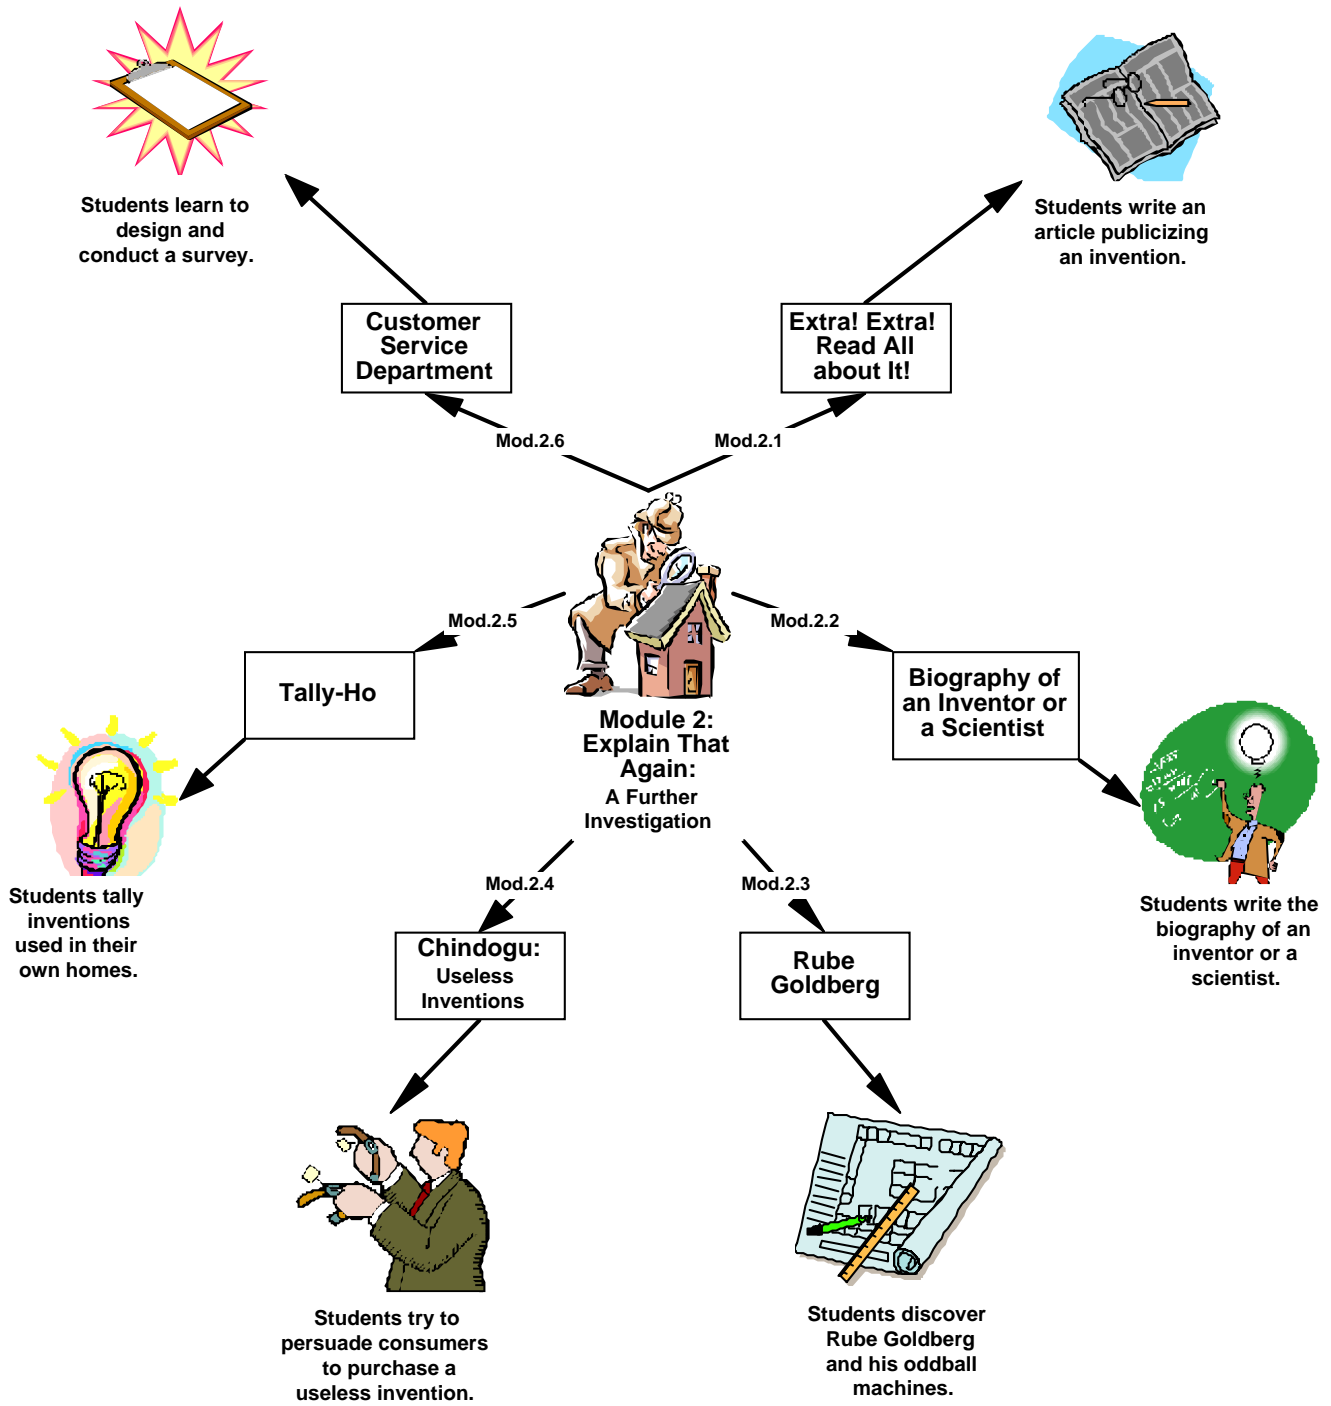 Students learn to
design and
conduct a survey.
Students write an
article publicizing
an invention.
Customer
Service
Department
Extra! Extra!
Read All
about It!
Mod.2.6
Mod.2.1
Mod.2.5
Mod.2.2
Tally-Ho
Biography of
an Inventor or
a Scientist
Module 2:
Explain That
Again:
A Further
Investigation
Students tally
inventions
used in their
own homes.
Students write the
biography of an
inventor or a
scientist.
Mod.2.4
Mod.2.3
Chindogu:
Useless
Inventions
Rube
Goldberg
Students try to
persuade consumers
to purchase a
useless invention.
Students discover
Rube Goldberg
and his oddball
machines.